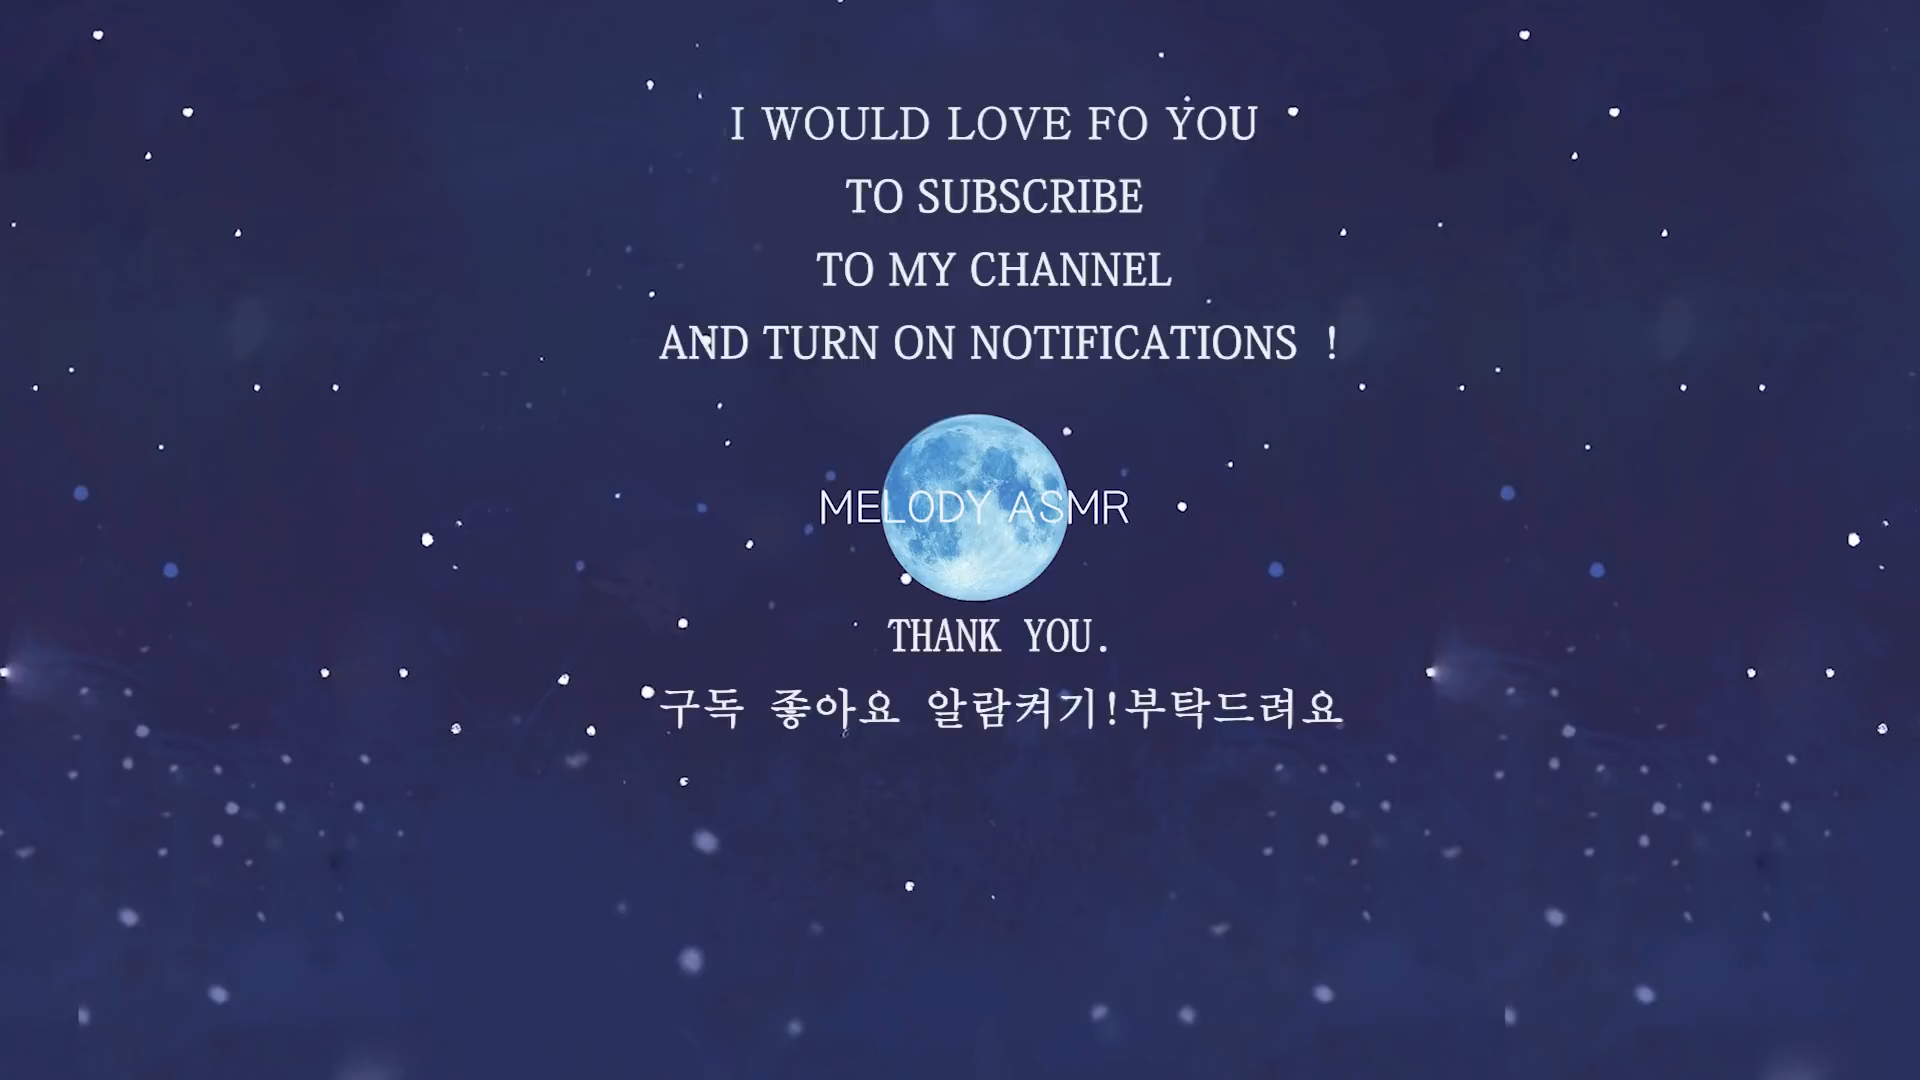 I WOULD LOVE FO YOU
TO SUBSCRIBE
TO MY CHANNEL
AND TURN ON NOTIFICATIONS !
MELODY ASMR
THANK YOU.
구독 좋아요 알람켜기!부탁드려요